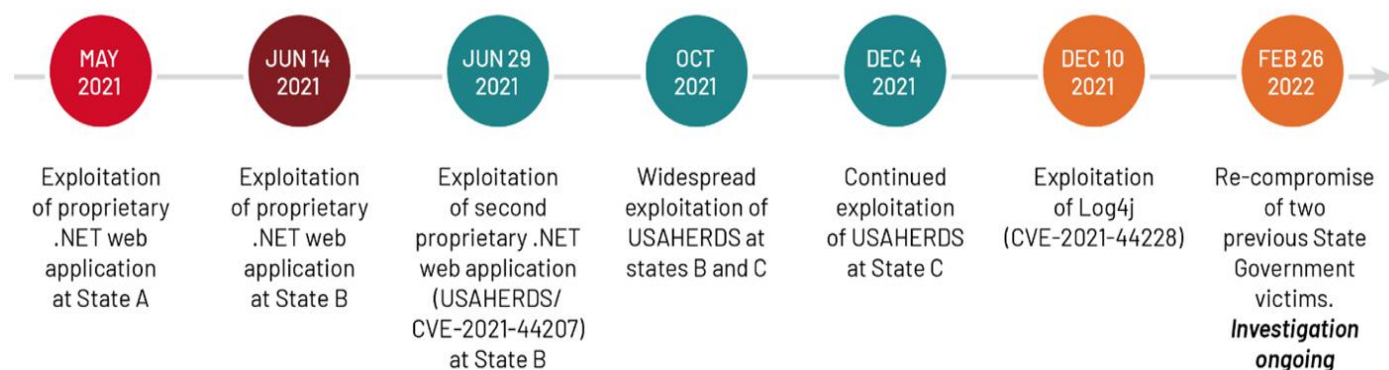 MAY
2021
JUN 14
2021
JUN 29
2021
OCT
2021
DEC 4
2021
DEC 10
2021
FEB 26
2022
Exploitation
of proprietary
.NET web
application
at State A
Exploitation
of proprietary
.NET web
application
at State B
Exploitation
of second
proprietary .NET
web application
(USAHERDS/
CVE-2021-44207)
at State B
Widespread
exploitation of
USAHERDS at
states B and C
Continued
exploitation
of USAHERDS
at State C
Exploitation
of Log4j
(CVE-2021-44228)
Re-compromise
of two
previous State
Government
victims.
Investigation
ongoing